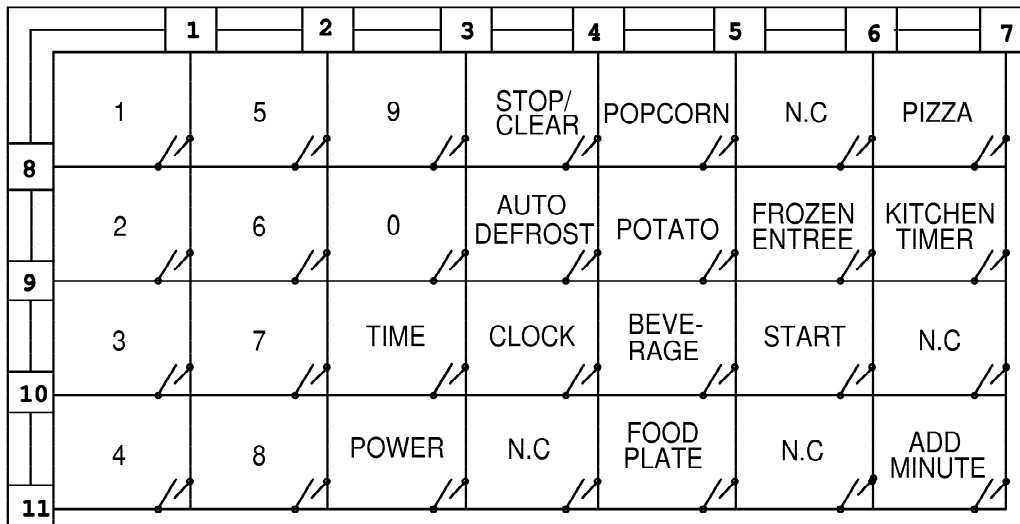 1 2 3 4 5 6 7
1 5 9 STOP/ CLEAR POPCORN N.C PIZZA
8
2 6 0 AUTO DEFROST POTATO FROZEN ENTREE KITCHEN TIMER
9
3 7 TIME CLOCK BEVE- RAGE START N.C
10
4 8 POWER N.C FOOD PLATE N.C ADD MINUTE
11